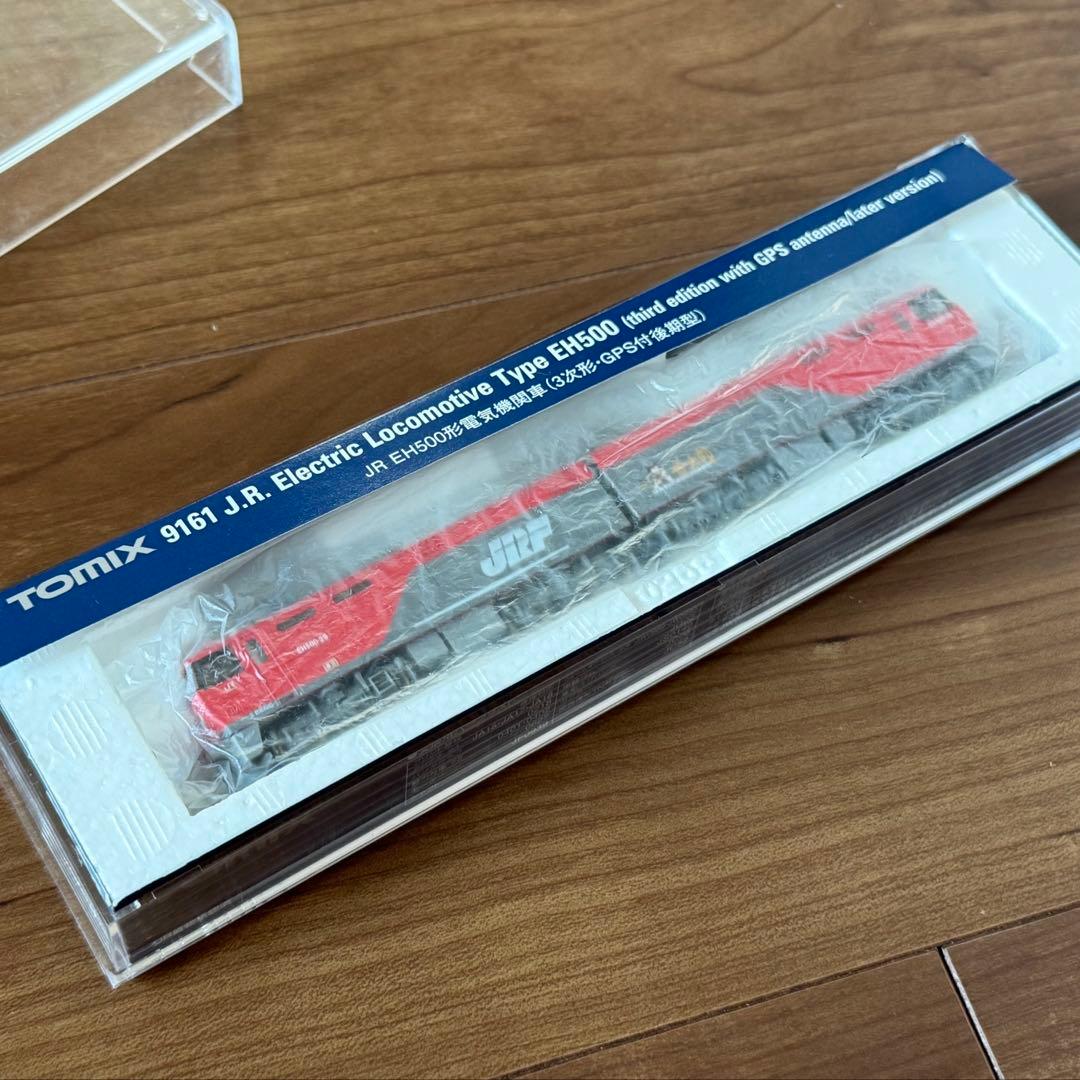 TOMIX 9161 J.R. Electric Locomotive Type EH500 (third edition with GPS antenna/later version)
JR EH500形電気機関車(3次形・GPS付後期型)
JRF